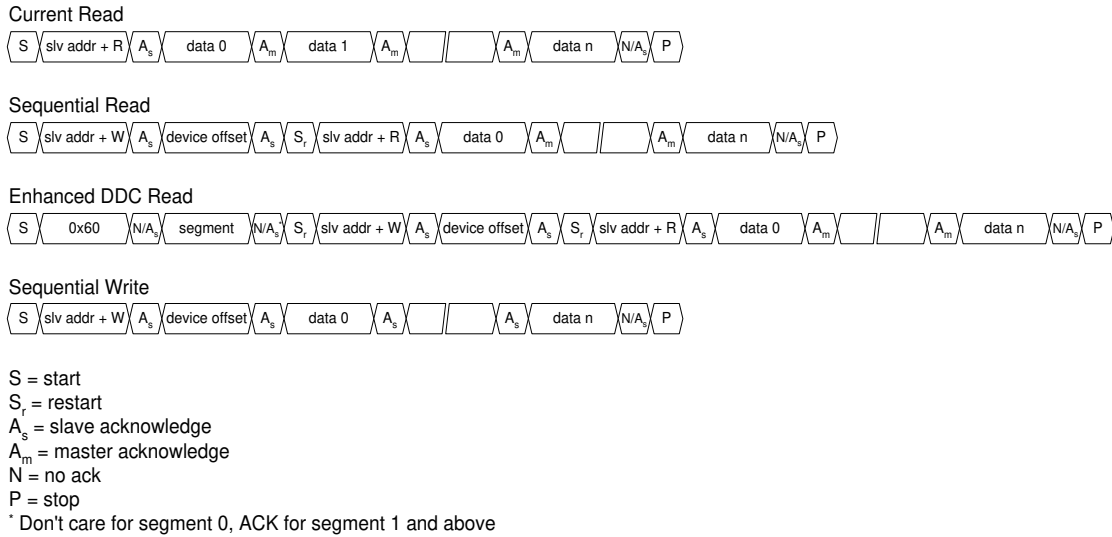 Current Read
S slv addr + R Aₛ data 0 Aₘ data 1 Aₘ Aₘ data n N/Aₛ P
Sequential Read
S slv addr + W Aₛ device offset Aₛ Sᵣ slv addr + R Aₛ data 0 Aₘ Aₘ data n N/Aₛ P
Enhanced DDC Read
S 0x60 N/Aₛ segment N/Aₛ* Sᵣ slv addr + W Aₛ device offset Aₛ Sᵣ slv addr + R Aₛ data 0 Aₘ Aₘ data n N/Aₛ P
Sequential Write
S slv addr + W Aₛ device offset Aₛ data 0 Aₛ Aₛ data n N/Aₛ P
S = start
Sᵣ = restart
Aₛ = slave acknowledge
Aₘ = master acknowledge
N = no ack
P = stop
* Don't care for segment 0, ACK for segment 1 and above